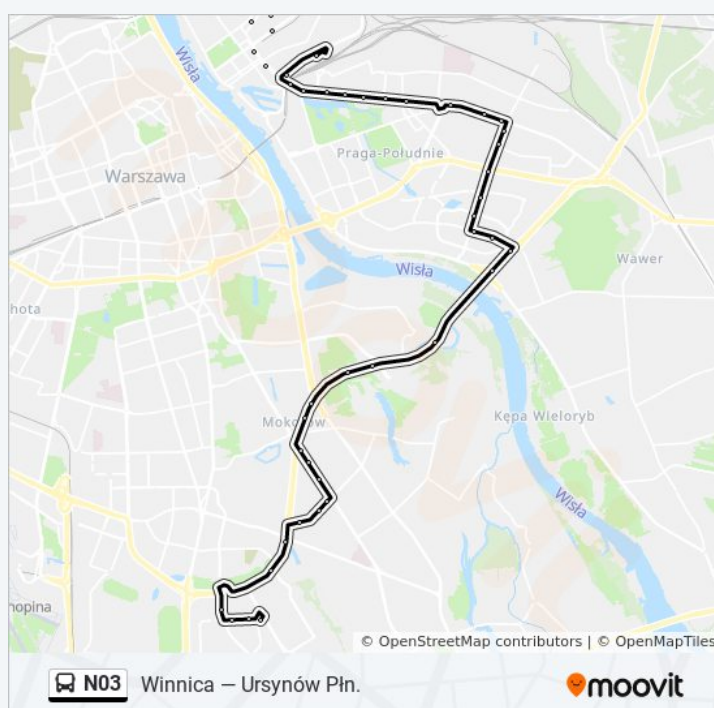 Wisła
Praga-Południe
Warszawa
Wisła
Wawer
chota
Mokotów
Kępa Wieloryb
Wisła
nopina
© OpenStreetMap contributors | © OpenMapTiles
N03 Winnica – Ursynów Płn.
moovit